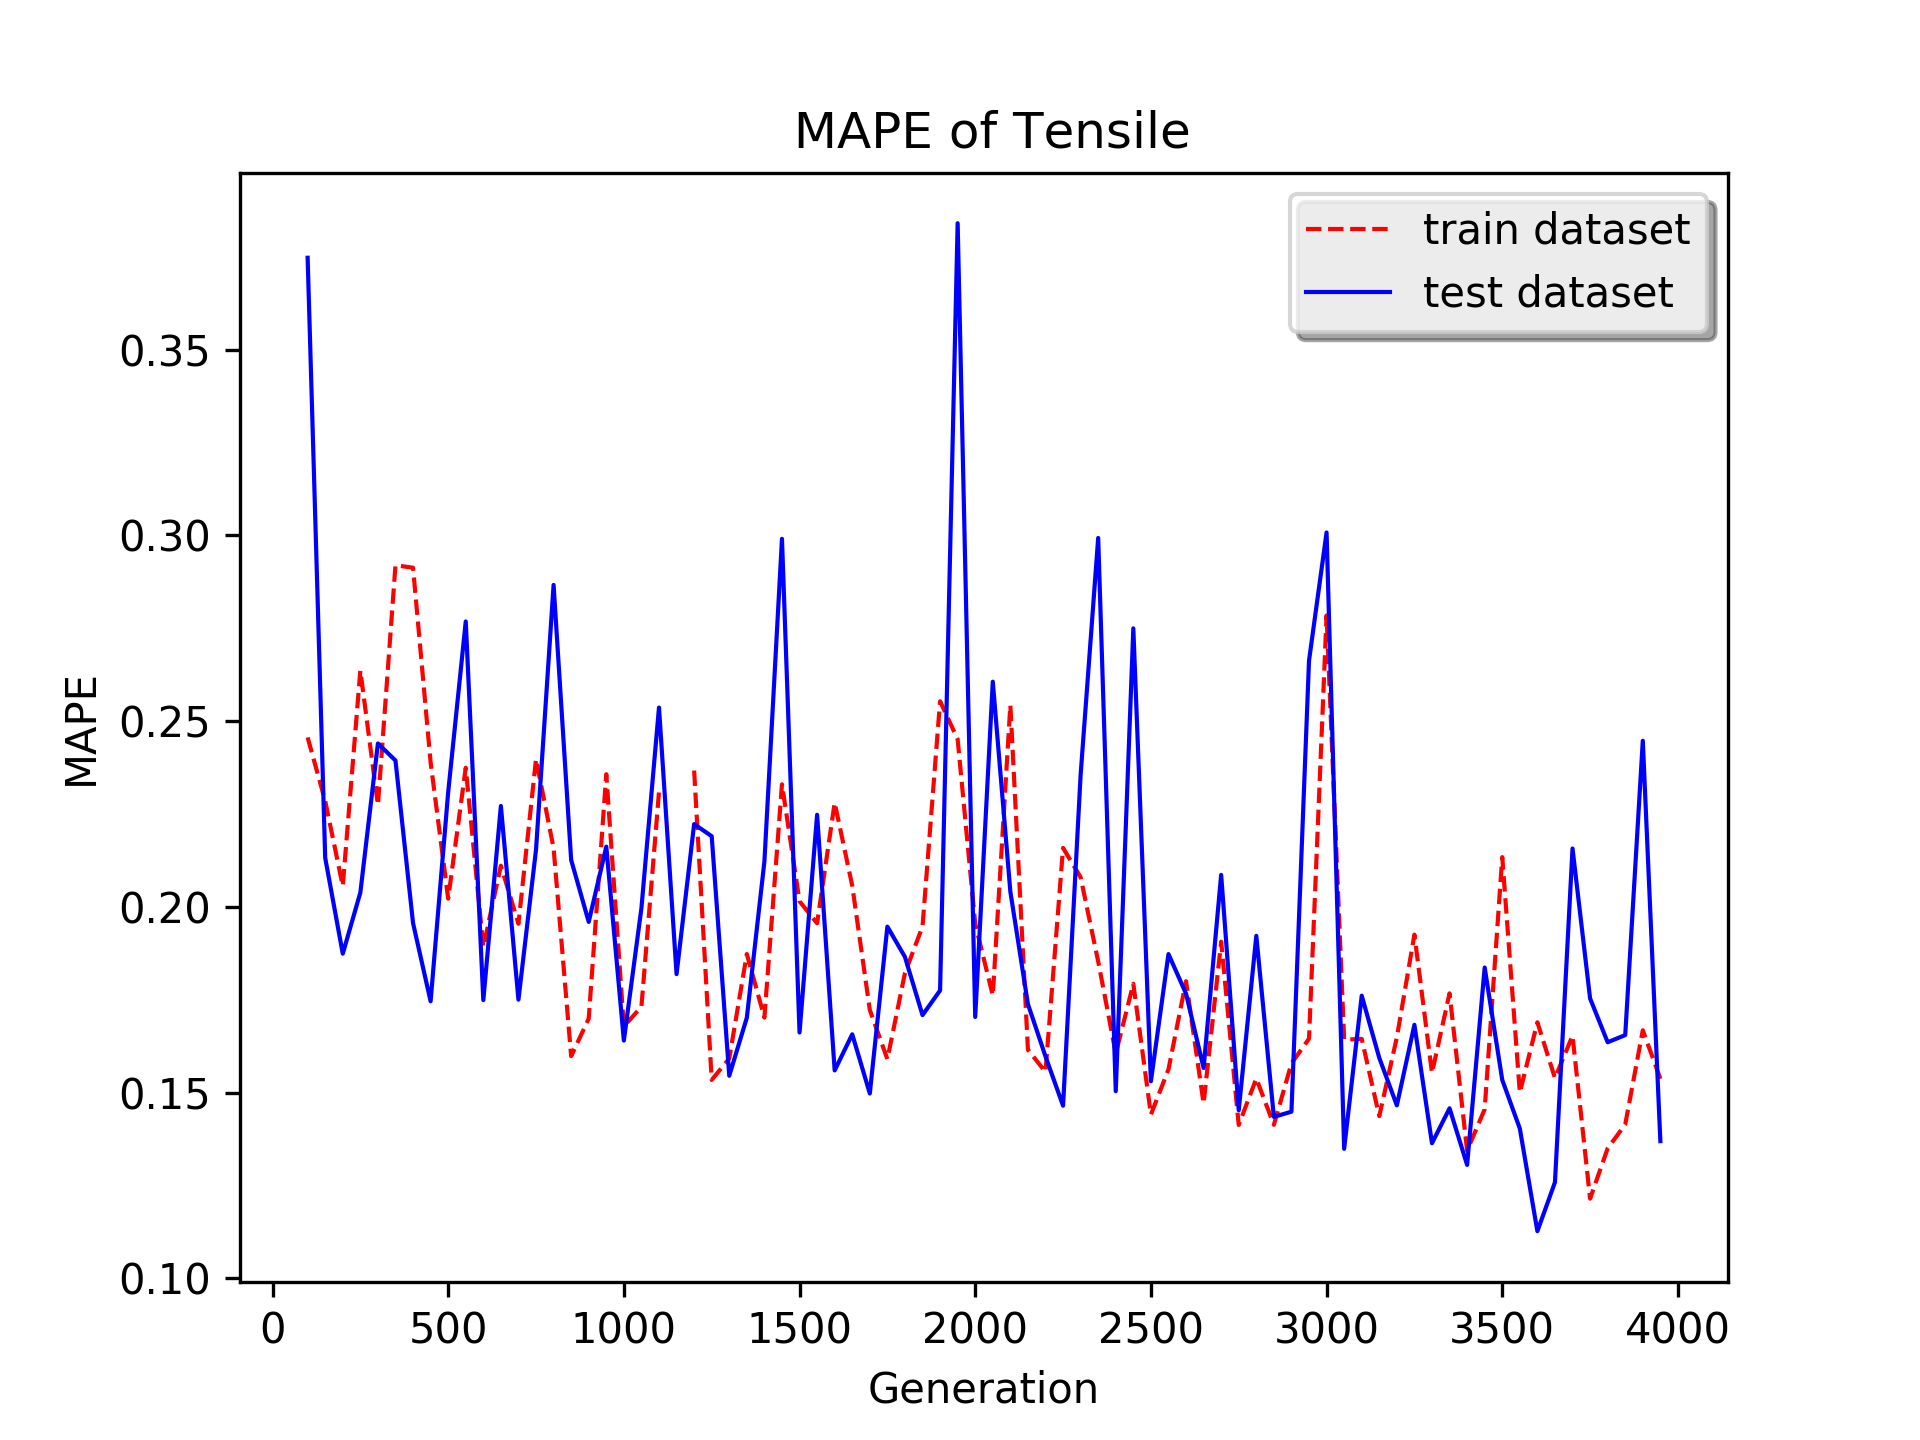 MAPE of Tensile
train dataset
test dataset
MAPE
0.35
0.30
0.25
0.20
0.15
0.10
0 500 1000 1500 2000 2500 3000 3500 4000
Generation